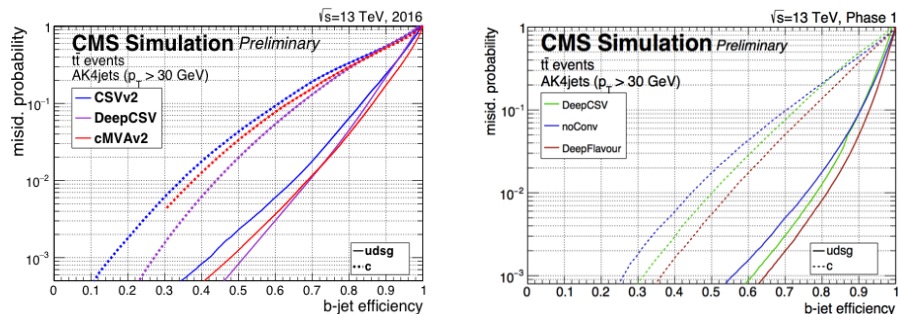 √s=13 TeV, 2016
CMS Simulation Preliminary
tt̄ events
AK4jets (p_T > 30 GeV)
CSVv2
DeepCSV
cMVAv2
udsg
c
misid. probability
1
10⁻¹
10⁻²
10⁻³
0 0.1 0.2 0.3 0.4 0.5 0.6 0.7 0.8 0.9 1
b-jet efficiency
√s=13 TeV, Phase 1
CMS Simulation Preliminary
tt̄ events
AK4jets (p_T > 30 GeV)
DeepCSV
noConv
DeepFlavour
udsg
c
misid. probability
1
10⁻¹
10⁻²
10⁻³
0 0.1 0.2 0.3 0.4 0.5 0.6 0.7 0.8 0.9 1
b-jet efficiency